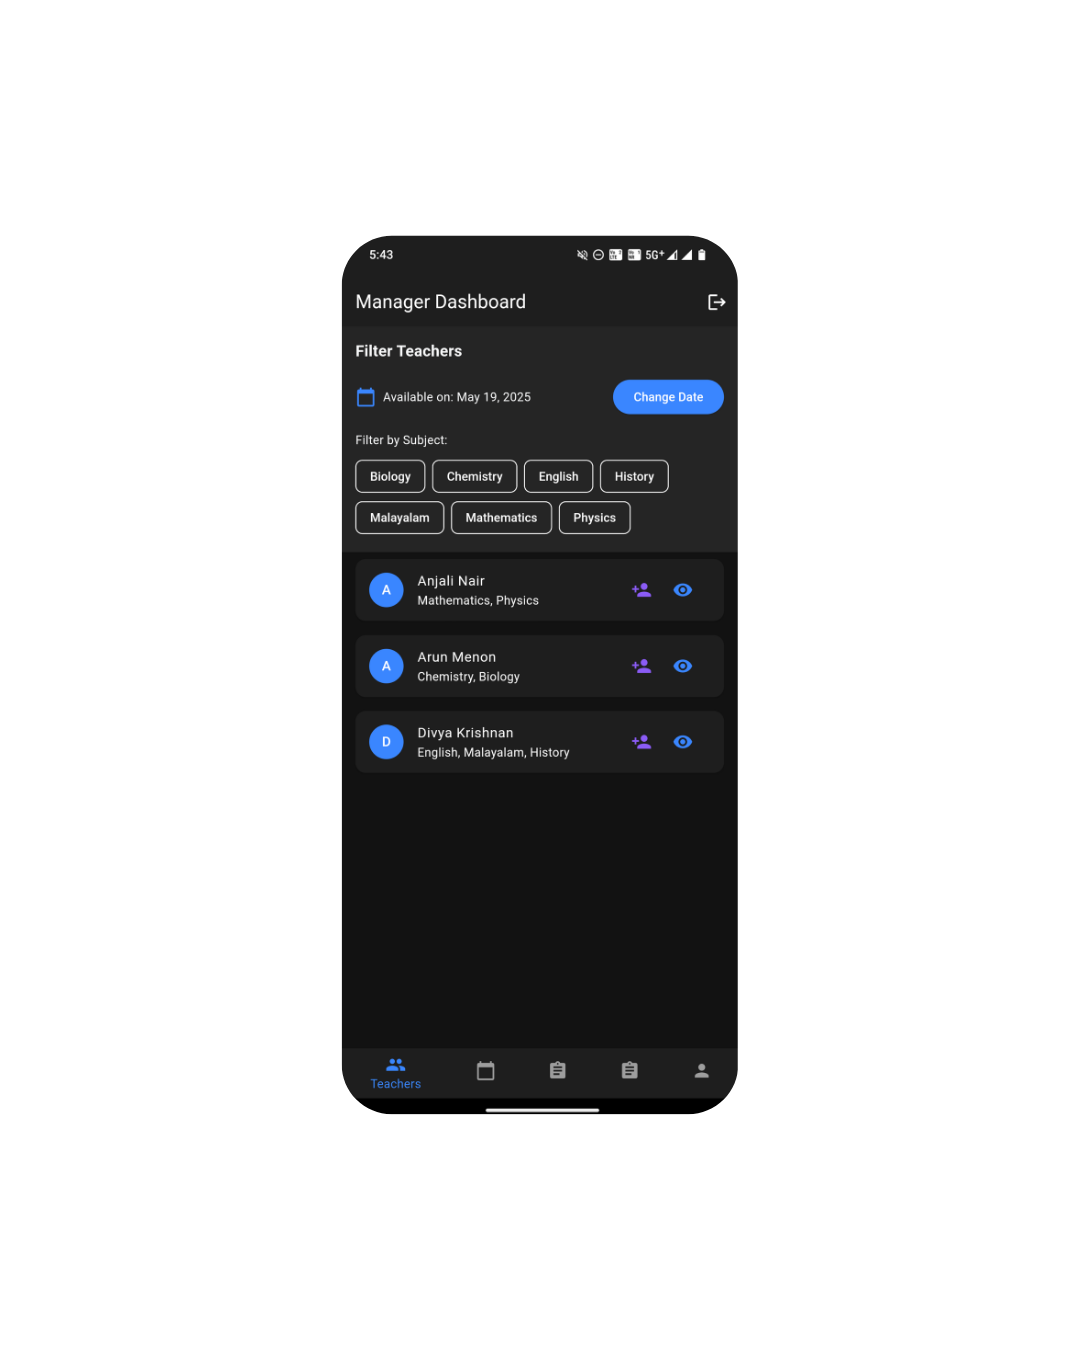 5:43
5G+
Manager Dashboard
Filter Teachers
Available on: May 19, 2025
Change Date
Filter by Subject:
Biology
Chemistry
English
History
Malayalam
Mathematics
Physics
A
Anjali Nair
Mathematics, Physics
A
Arun Menon
Chemistry, Biology
D
Divya Krishnan
English, Malayalam, History
Teachers